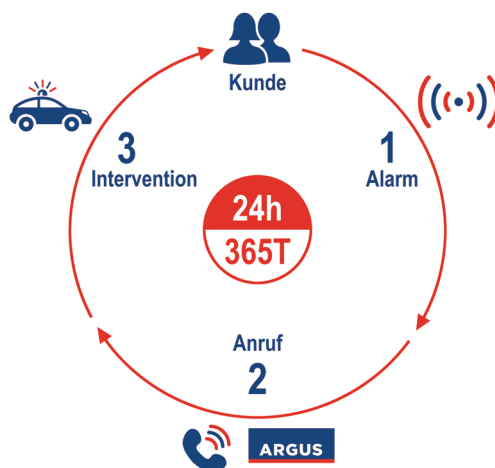 Kunde
1
Alarm
3
Intervention
24h
365T
Anruf
2
ARGUS